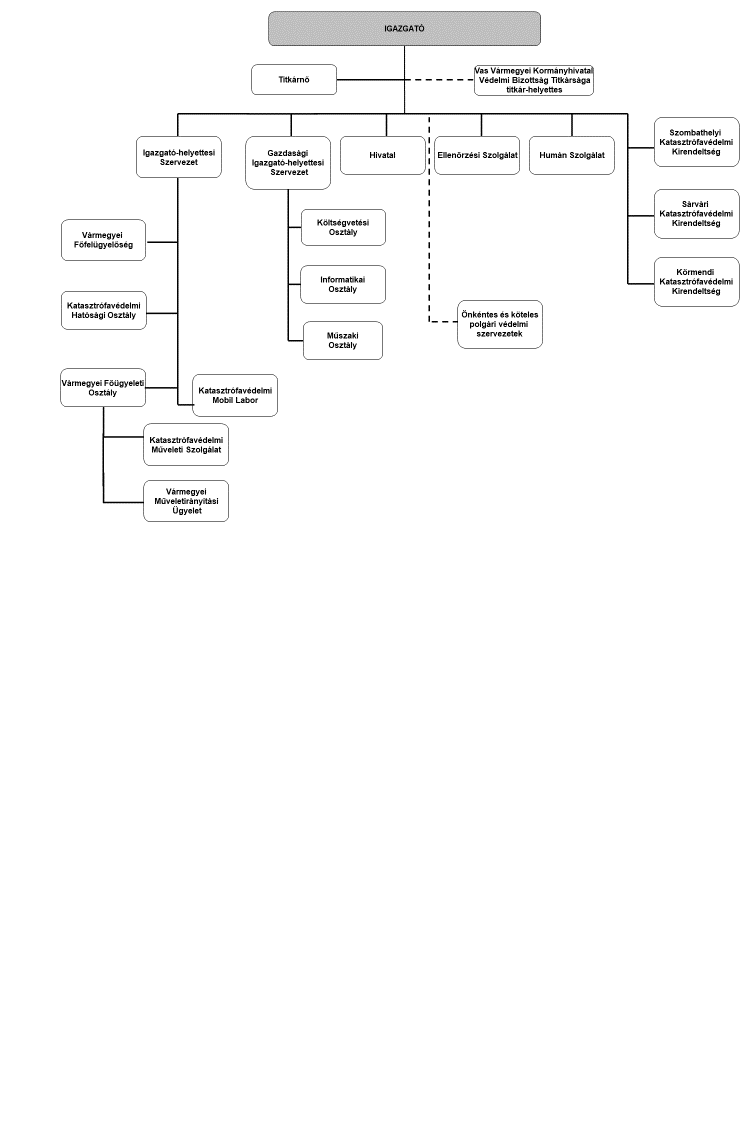 IGAZGATÓ
Titkárnő
Vas Vármegyei Kormányhivatal
Védelmi Bizottság Titkársága
titkár-helyettes
Igazgató-helyettesi
Szervezet
Gazdasági
Igazgató-helyettesi
Szervezet
Hivatal
Ellenőrzési Szolgálat
Humán Szolgálat
Szombathelyi
Katasztrófavédelmi
Kirendeltség
Sárvári
Katasztrófavédelmi
Kirendeltség
Körmendi
Katasztrófavédelmi
Kirendeltség
Vármegyei
Főfelügyelőség
Katasztrófavédelmi
Hatósági Osztály
Vármegyei Főügyeleti
Osztály
Katasztrófavédelmi
Mobil Labor
Katasztrófavédelmi
Műveleti Szolgálat
Vármegyei
Műveletirányítási
Ügyelet
Költségvetési
Osztály
Informatikai
Osztály
Műszaki
Osztály
Önkéntes és köteles
polgári védelmi
szervezetek